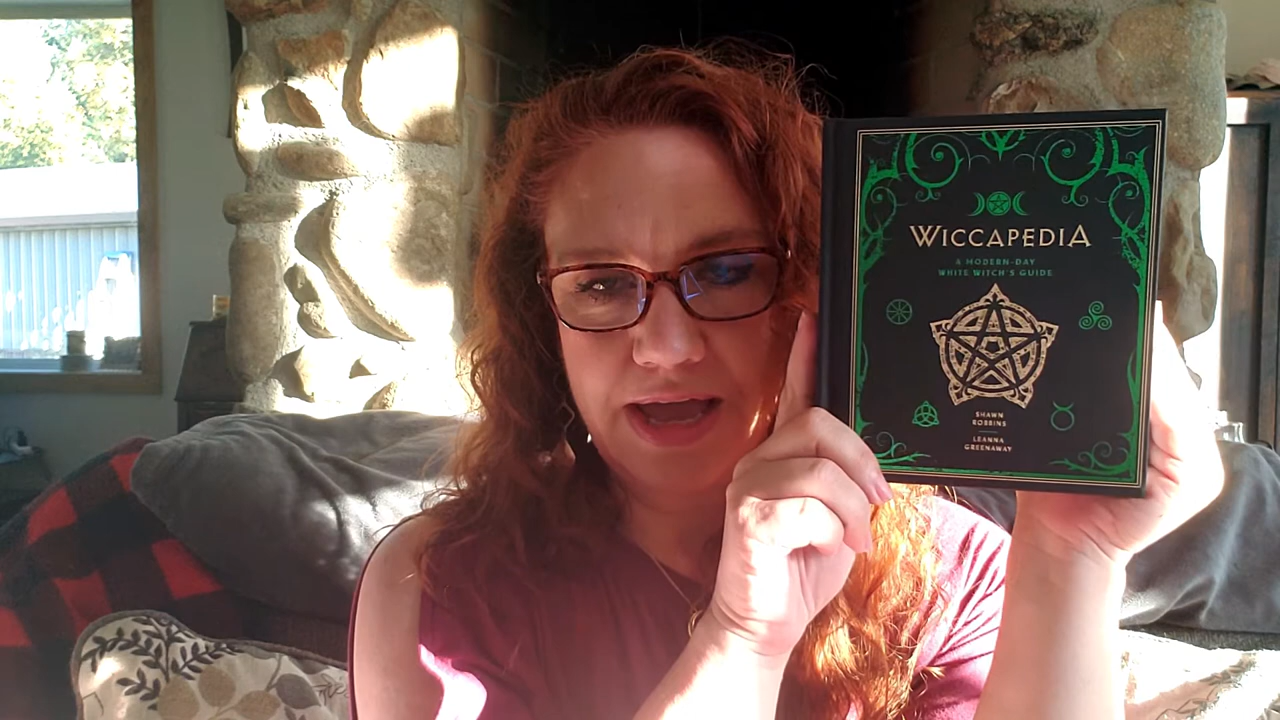 WICCAPEDIA
A MODERN-DAY
WHITE WITCH'S GUIDE
SHAWN
ROBBINS
LEANNA
GREENAWAY